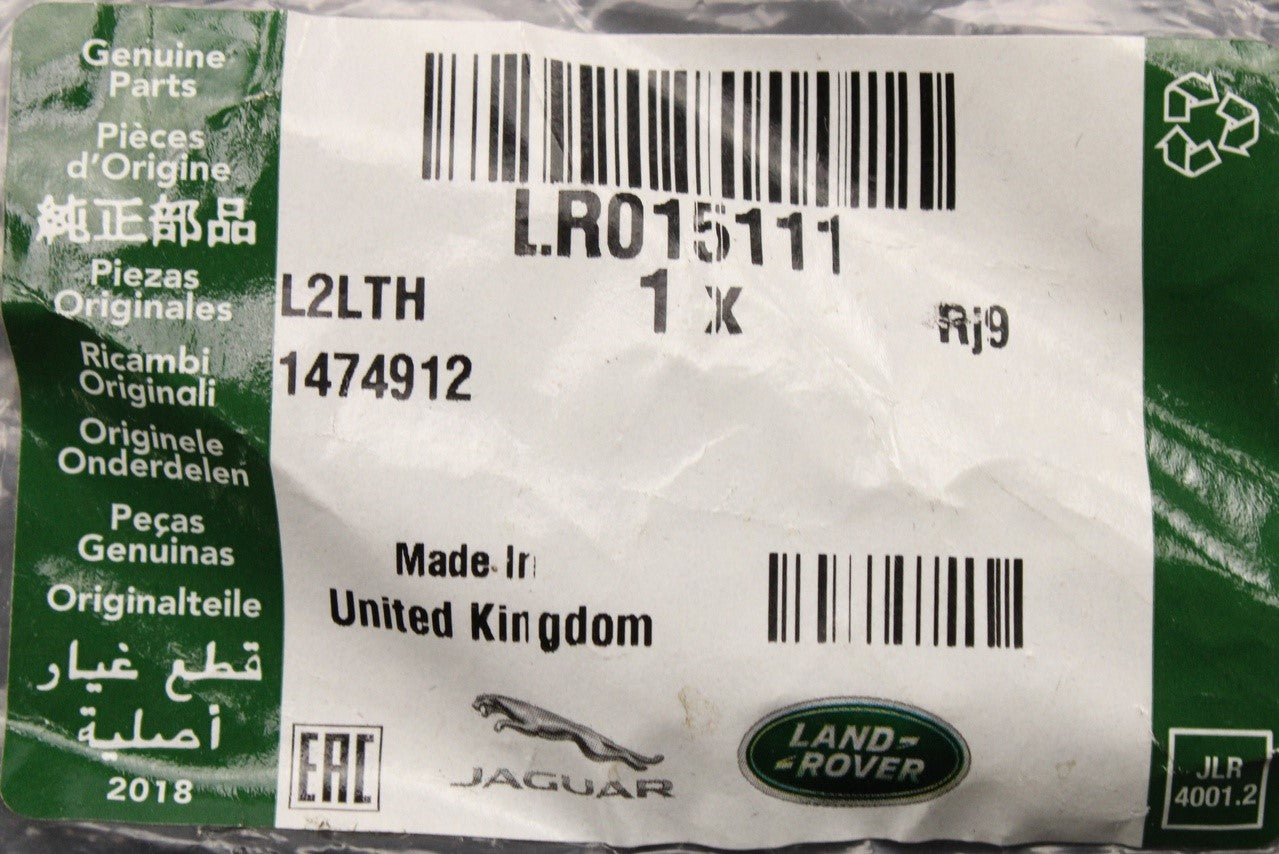 Genuine
Parts
Pièces
d'Origine
純正部品
Piezas
Originales
Ricambi
Originali
Originele
Onderdelen
Peças
Genuinas
Originalteile
قطع غيار
أصلية
2018
LR015111
L2LTH
1 x
Rj9
1474912
Made In
United Kingdom
EAC
JAGUAR
LAND-
-ROVER
JLR
4001.2